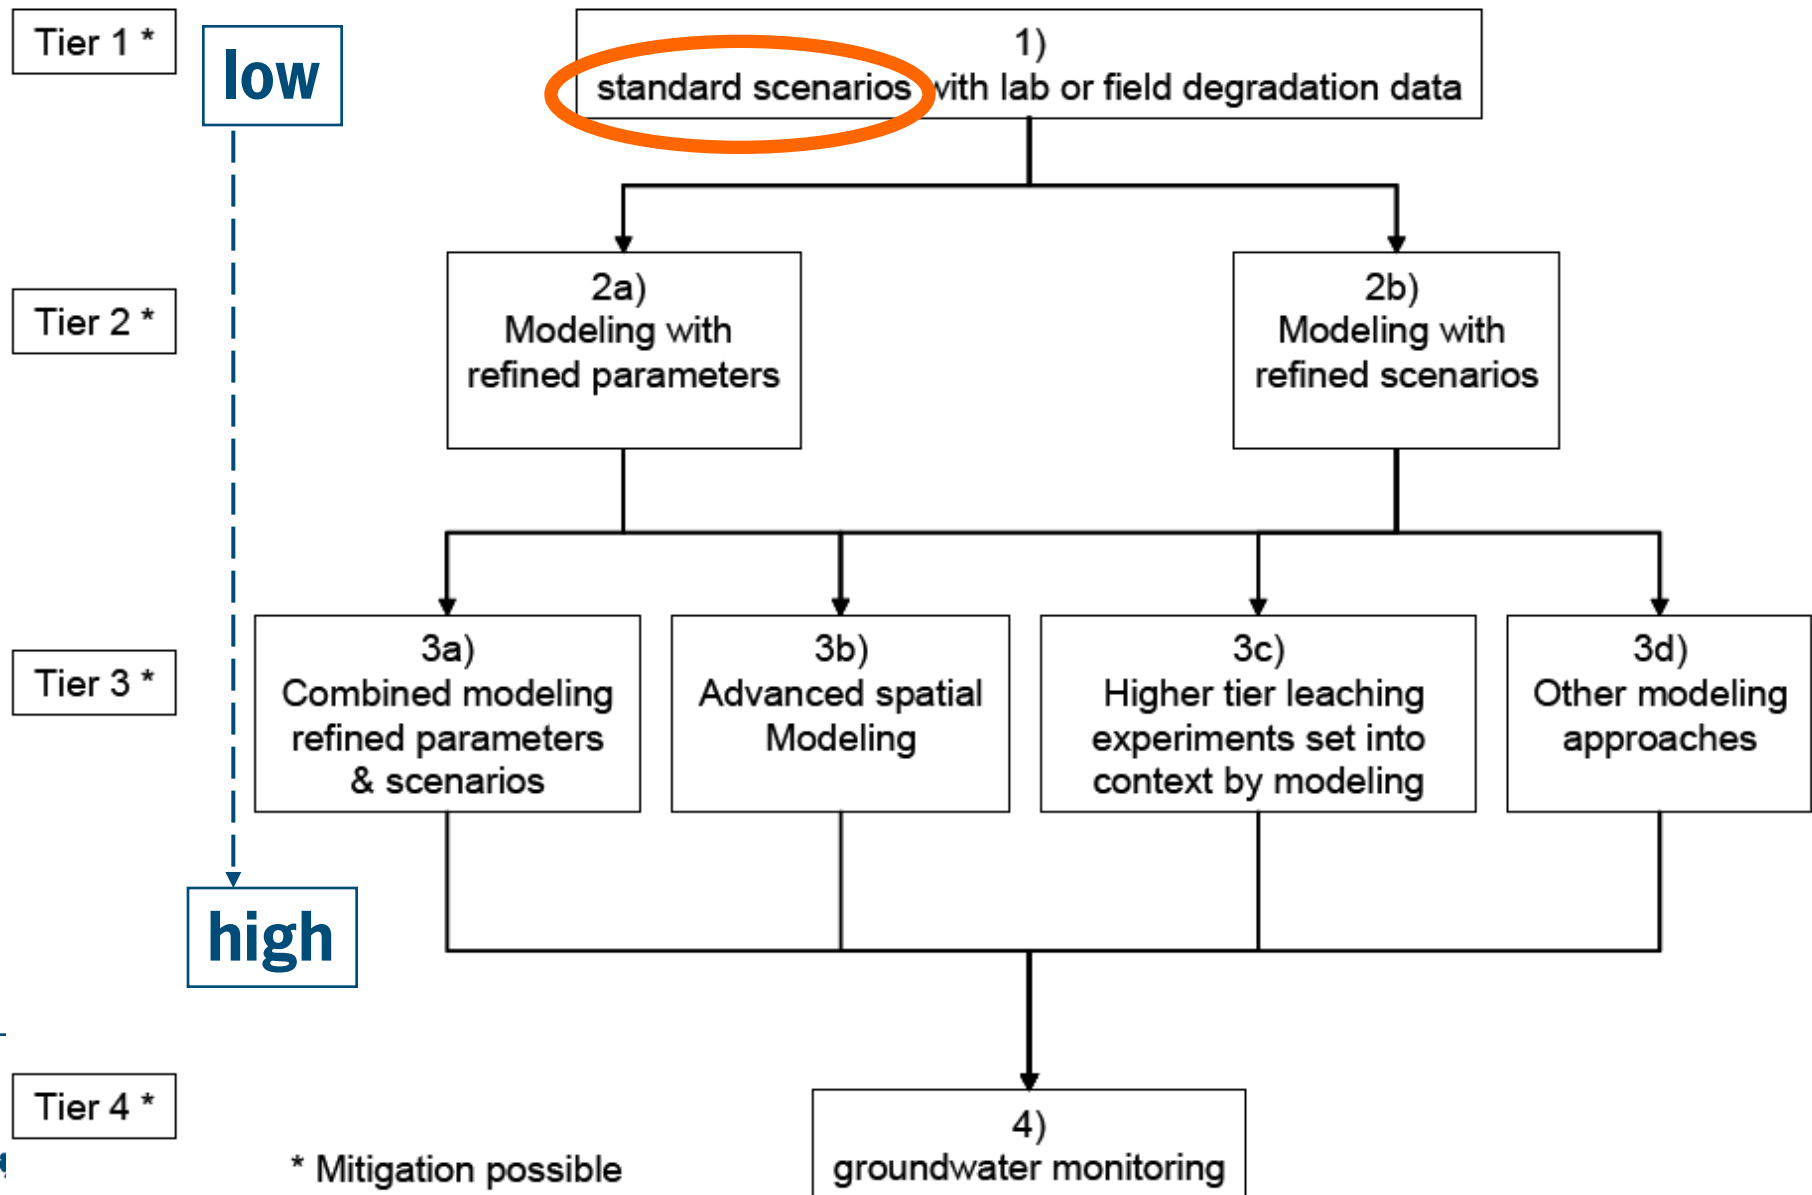 Tier 1 *
low
1)
standard scenarios with lab or field degradation data
Tier 2 *
2a)
Modeling with
refined parameters
2b)
Modeling with
refined scenarios
Tier 3 *
3a)
Combined modeling
refined parameters
& scenarios
3b)
Advanced spatial
Modeling
3c)
Higher tier leaching
experiments set into
context by modeling
3d)
Other modeling
approaches
high
Tier 4 *
4)
groundwater monitoring
* Mitigation possible